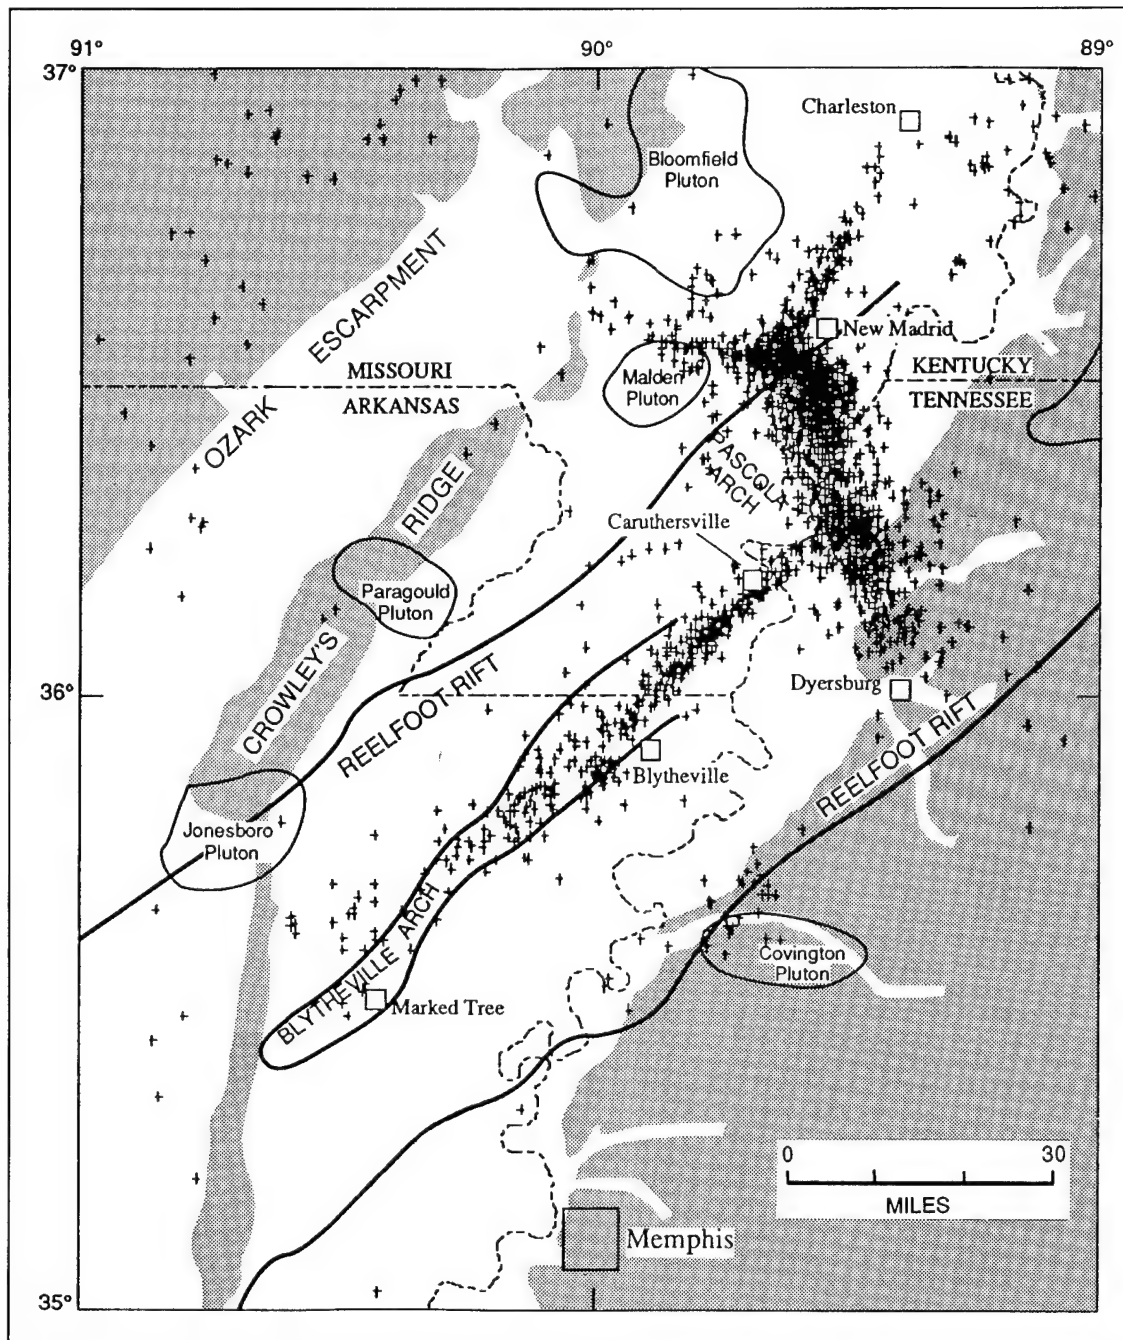 91°
90°
89°
37°
Charleston
Bloomfield
Pluton
ESCARPMENT
OZARK
New Madrid
MISSOURI
ARKANSAS
KENTUCKY
TENNESSEE
Malden
Pluton
PASCOLA
ARCH
RIDGE
CROWLEY'S
Caruthersville
Paragould
Pluton
36°
Dyersburg
REELFOOT RIFT
REELFOOT RIFT
Blytheville
Jonesboro
Pluton
BLYTHEVILLE ARCH
Covington
Pluton
Marked Tree
0
30
MILES
Memphis
35°